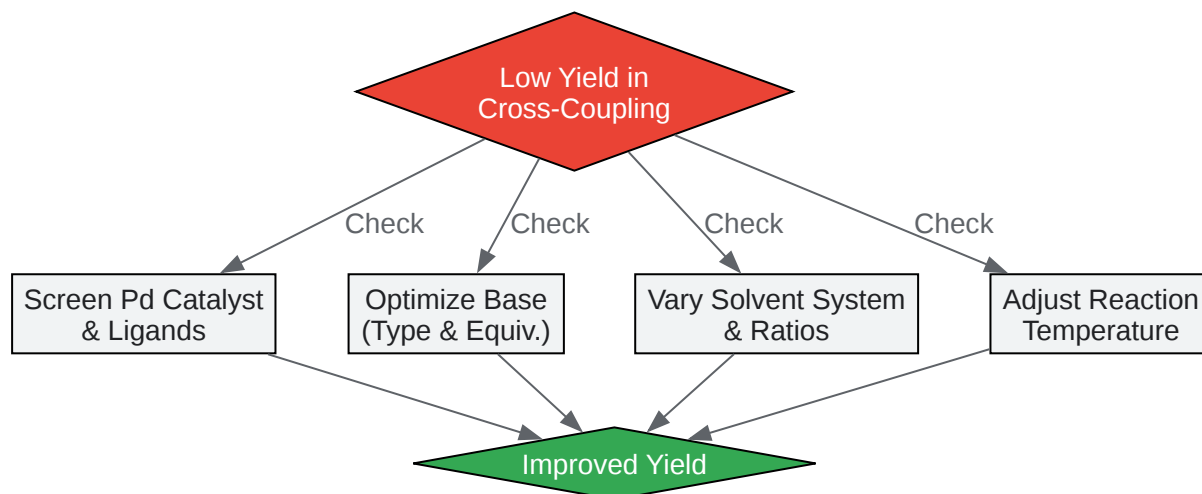 Low Yield in
Cross-Coupling
Check
Check
Check
Check
Screen Pd Catalyst
& Ligands
Optimize Base
(Type & Equiv.)
Vary Solvent System
& Ratios
Adjust Reaction
Temperature
Improved Yield